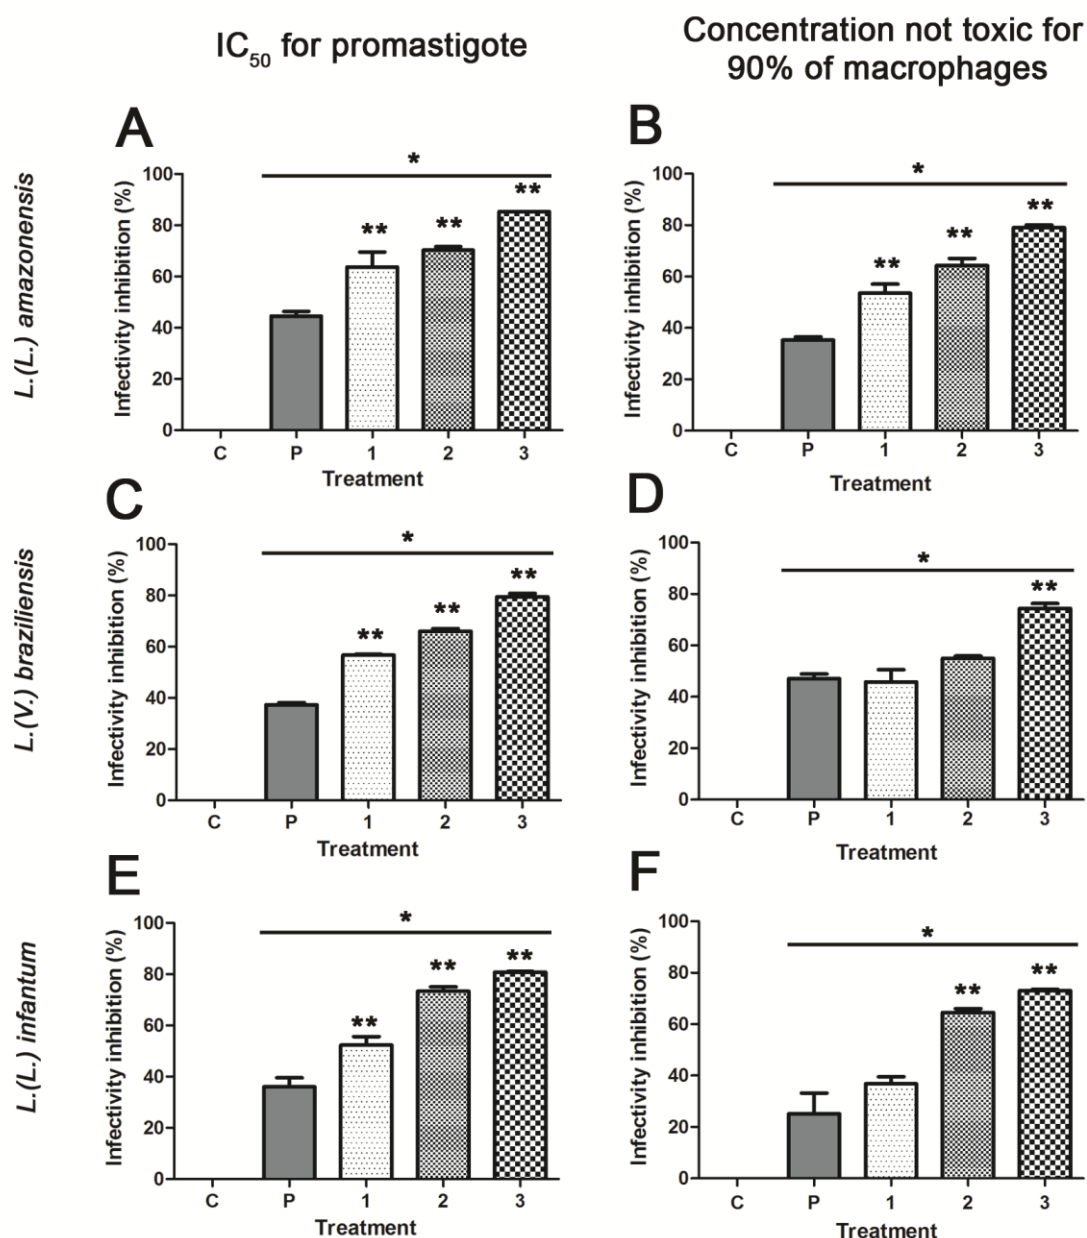 IC50 for promastigote
Concentration not toxic for
90% of macrophages
L.(L.) amazonensis
A
Infectivity inhibition (%)
100
80
60
40
20
0
*
**
**
**
C P 1 2 3
Treatment
B
Infectivity inhibition (%)
100
80
60
40
20
0
*
**
**
**
C P 1 2 3
Treatment
L.(V.) braziliensis
C
Infectivity inhibition (%)
100
80
60
40
20
0
*
**
**
**
C P 1 2 3
Treatment
D
Infectivity inhibition (%)
100
80
60
40
20
0
*
**
C P 1 2 3
Treatment
L.(L.) infantum
E
Infectivity inhibition (%)
100
80
60
40
20
0
*
**
**
**
C P 1 2 3
Treatment
F
Infectivity inhibition (%)
100
80
60
40
20
0
*
**
**
C P 1 2 3
Treatment